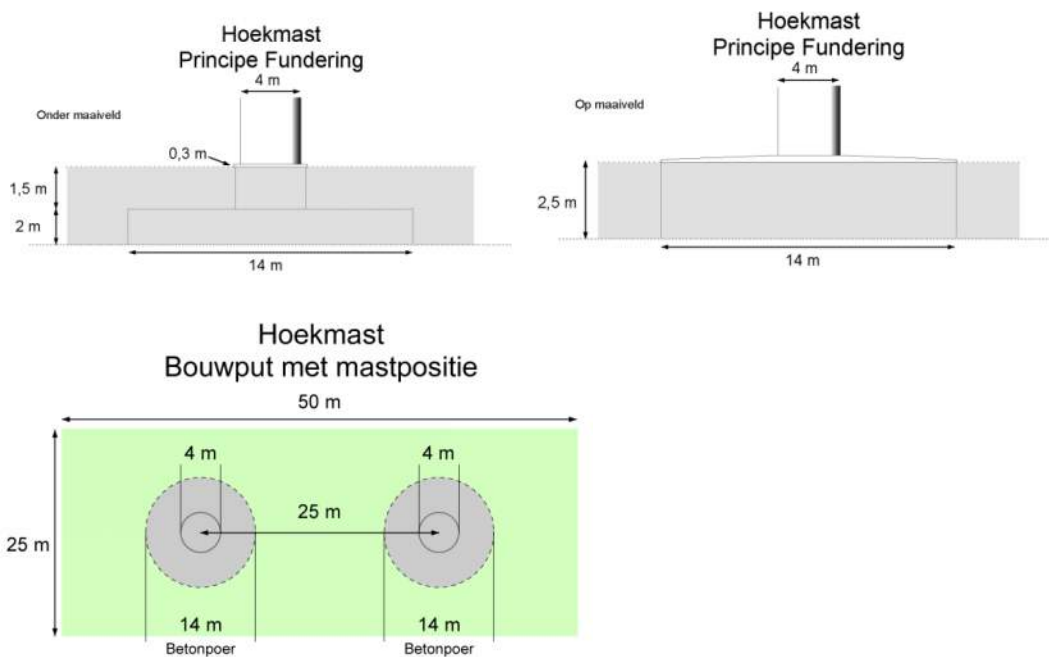 Hoekmast
Principe Fundering
4 m
Onder maaiveld
0,3 m
1,5 m
2 m
14 m
Hoekmast
Principe Fundering
4 m
Op maaiveld
2,5 m
14 m
Hoekmast
Bouwput met mastpositie
50 m
4 m
4 m
25 m
25 m
14 m
14 m
Betonpoer
Betonpoer